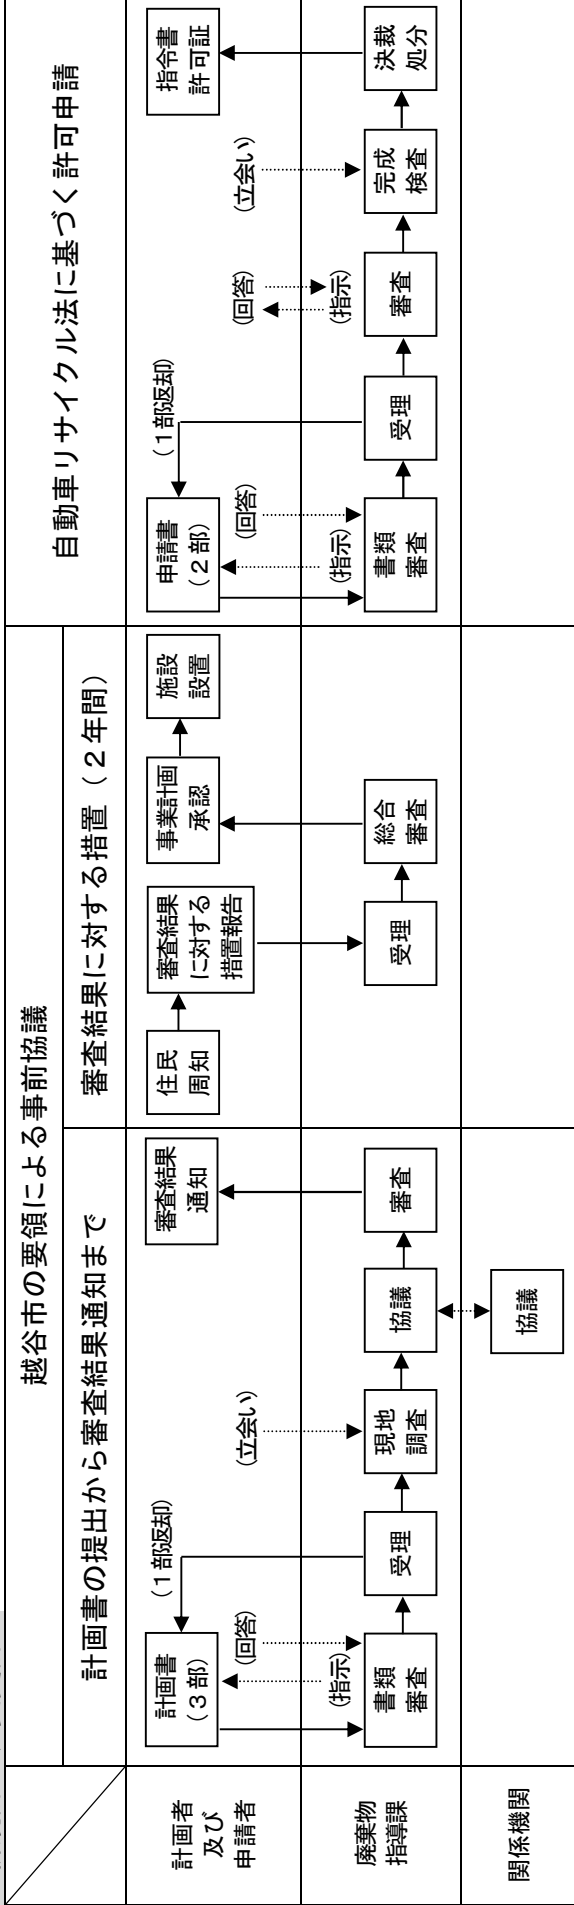 越谷市の要領による事前協議
自動車リサイクル法に基づく許可申請
計画書の提出から審査結果通知まで
審査結果に対する措置（２年間）
計画者
及び
申請者
計画書
（３部）
（１部返却）
(回答)
(指示)
(立会い)
審査結果
通知
住民
周知
審査結果
に対する
措置報告
事業計画
承認
施設
設置
申請書
（２部）
（１部返却）
(回答)
(指示)
(回答)
(指示)
(立会い)
指令書
許可証
廃棄物
指導課
書類
審査
受理
現地
調査
協議
審査
受理
総合
審査
書類
審査
受理
審査
完成
検査
決裁
処分
関係機関
協議